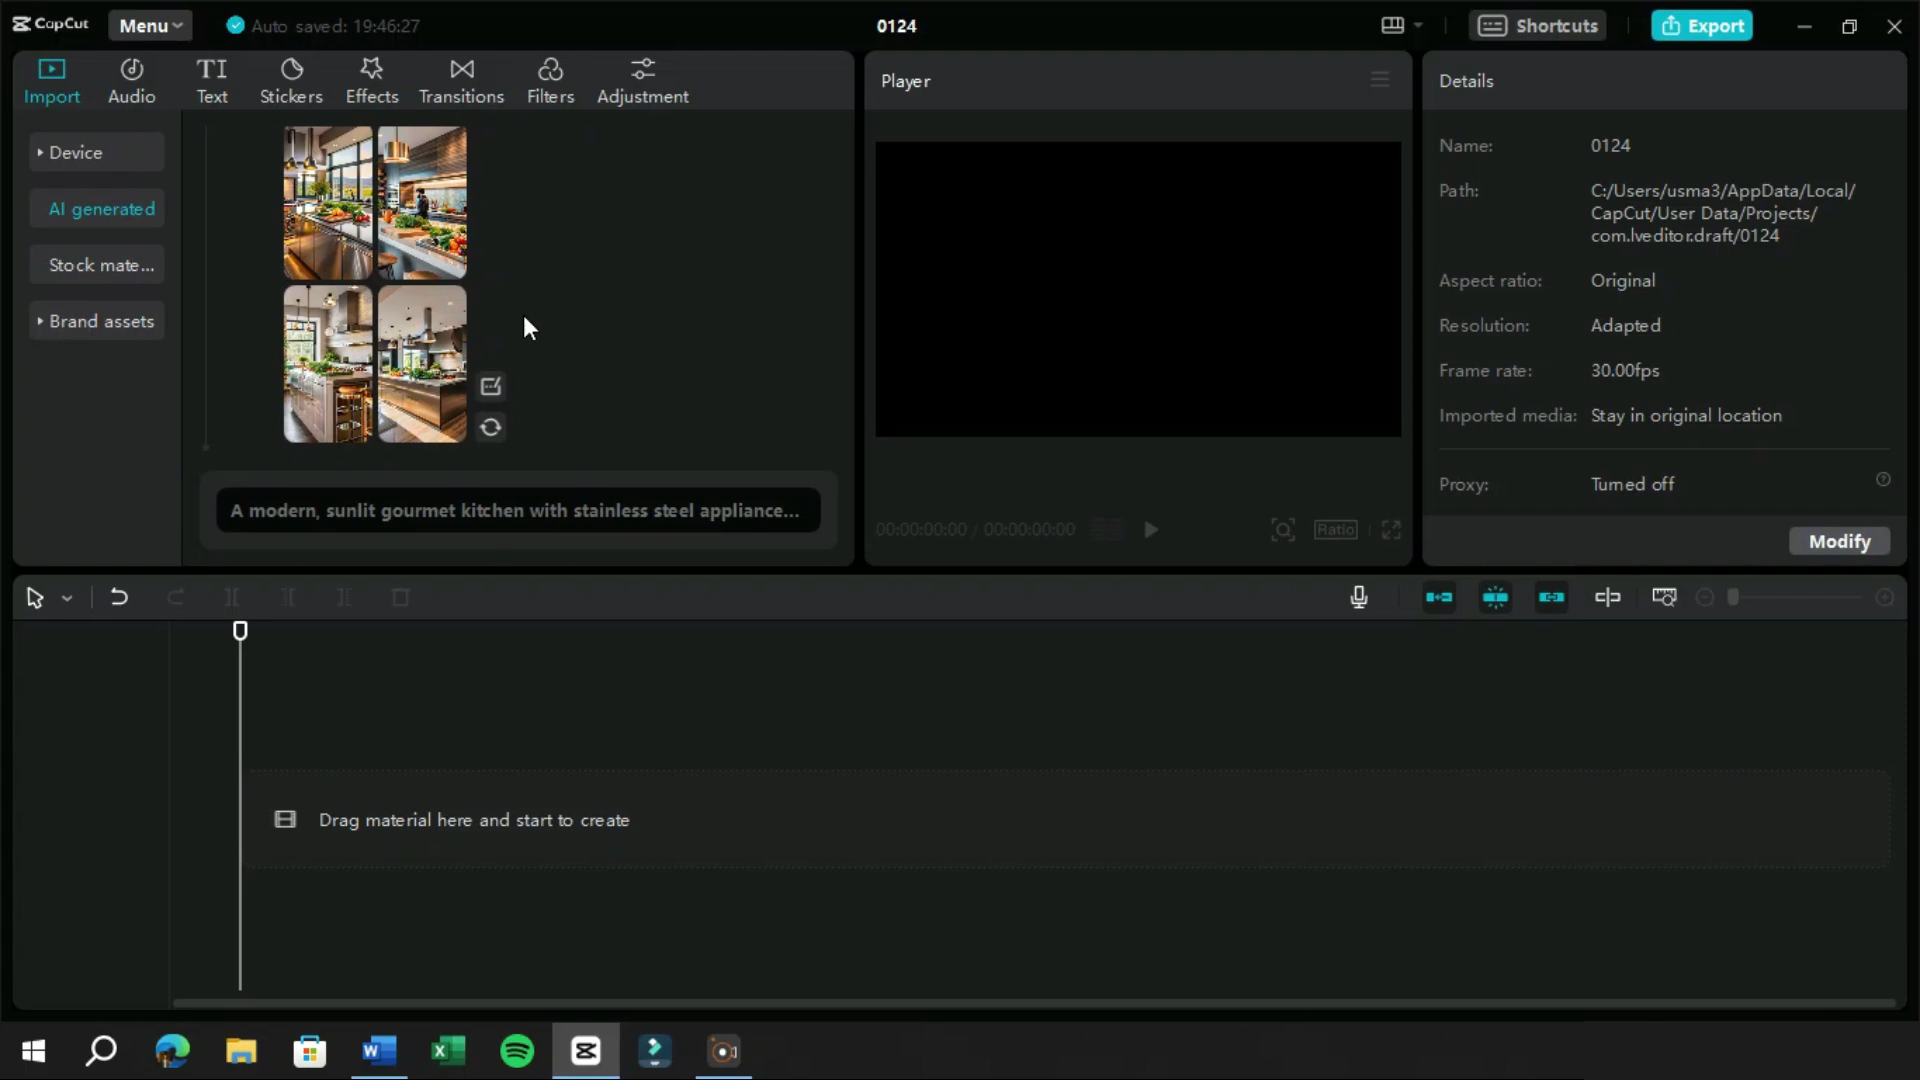 CapCut
Menu
Auto saved: 19:46:27
0124
Shortcuts
Export
Import
Audio
TI
Text
Stickers
Effects
Transitions
Filters
Adjustment
Device
AI generated
Stock mate...
Brand assets
A modern, sunlit gourmet kitchen with stainless steel appliance...
Player
00:00:00:00 / 00:00:00:00
Ratio
Details
Name: 0124
Path: C:/Users/usma3/AppData/Local/
CapCut/User Data/Projects/
com.lveditor.draft/0124
Aspect ratio: Original
Resolution: Adapted
Frame rate: 30.00fps
Imported media: Stay in original location
Proxy: Turned off
Modify
Drag material here and start to create